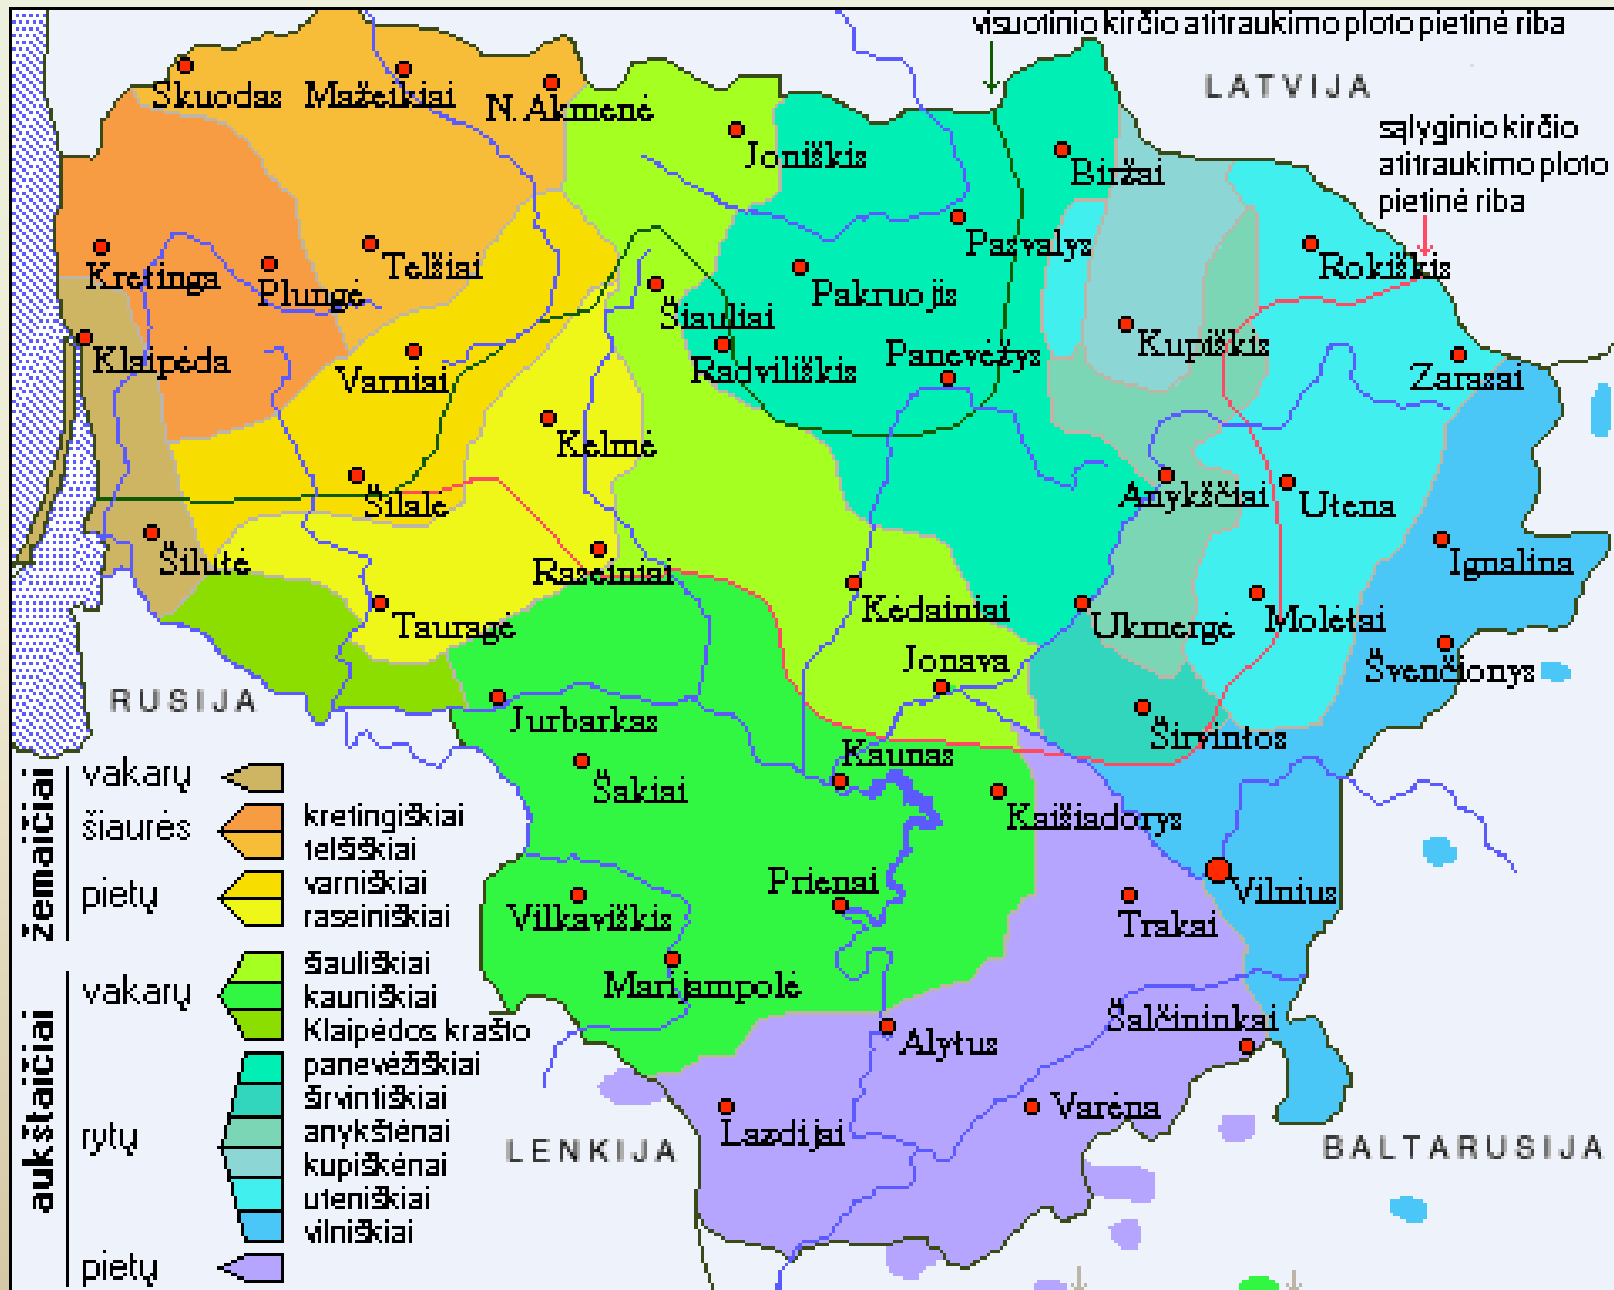 visuotinio kirčio atitraukimo ploto pietinė riba
LATVIJA
sąlyginio kirčio
atitraukimo ploto
pietinė riba
Skuodas
Mažeikiai
N. Akmenė
Joniškis
Biržai
Pasvalys
Rokiškis
Kretinga
Plungė
Telšiai
Šiauliai
Pakruojis
Kupiškis
Klaipėda
Varniai
Radviliškis
Panevėžys
Zarasai
Kelmė
Šilalė
Anykščiai
Utena
Šilutė
Raseiniai
Ignalina
Tauragė
Kėdainiai
Ukmergė
Molėtai
Jonava
Švenčionys
RUSIJA
Jurbarkas
Širvintos
Kaunas
Šakiai
Kaišiadorys
Prienai
Vilnius
Vilkaviškis
Trakai
Marijampolė
Šalčininkai
Alytus
Lazdijai
Varėna
LENKIJA
BALTARUSIJA
žemaičiai
vakarų
šiaurės
kretingiškiai
telšiškiai
pietų
varniškiai
raseiniškiai
aukštaičiai
vakarų
šiauliškiai
kauniškiai
Klaipėdos krašto
rytų
panevėžiškiai
širvintiškiai
anykštėnai
kupiškėnai
uteniškiai
vilniškiai
pietų